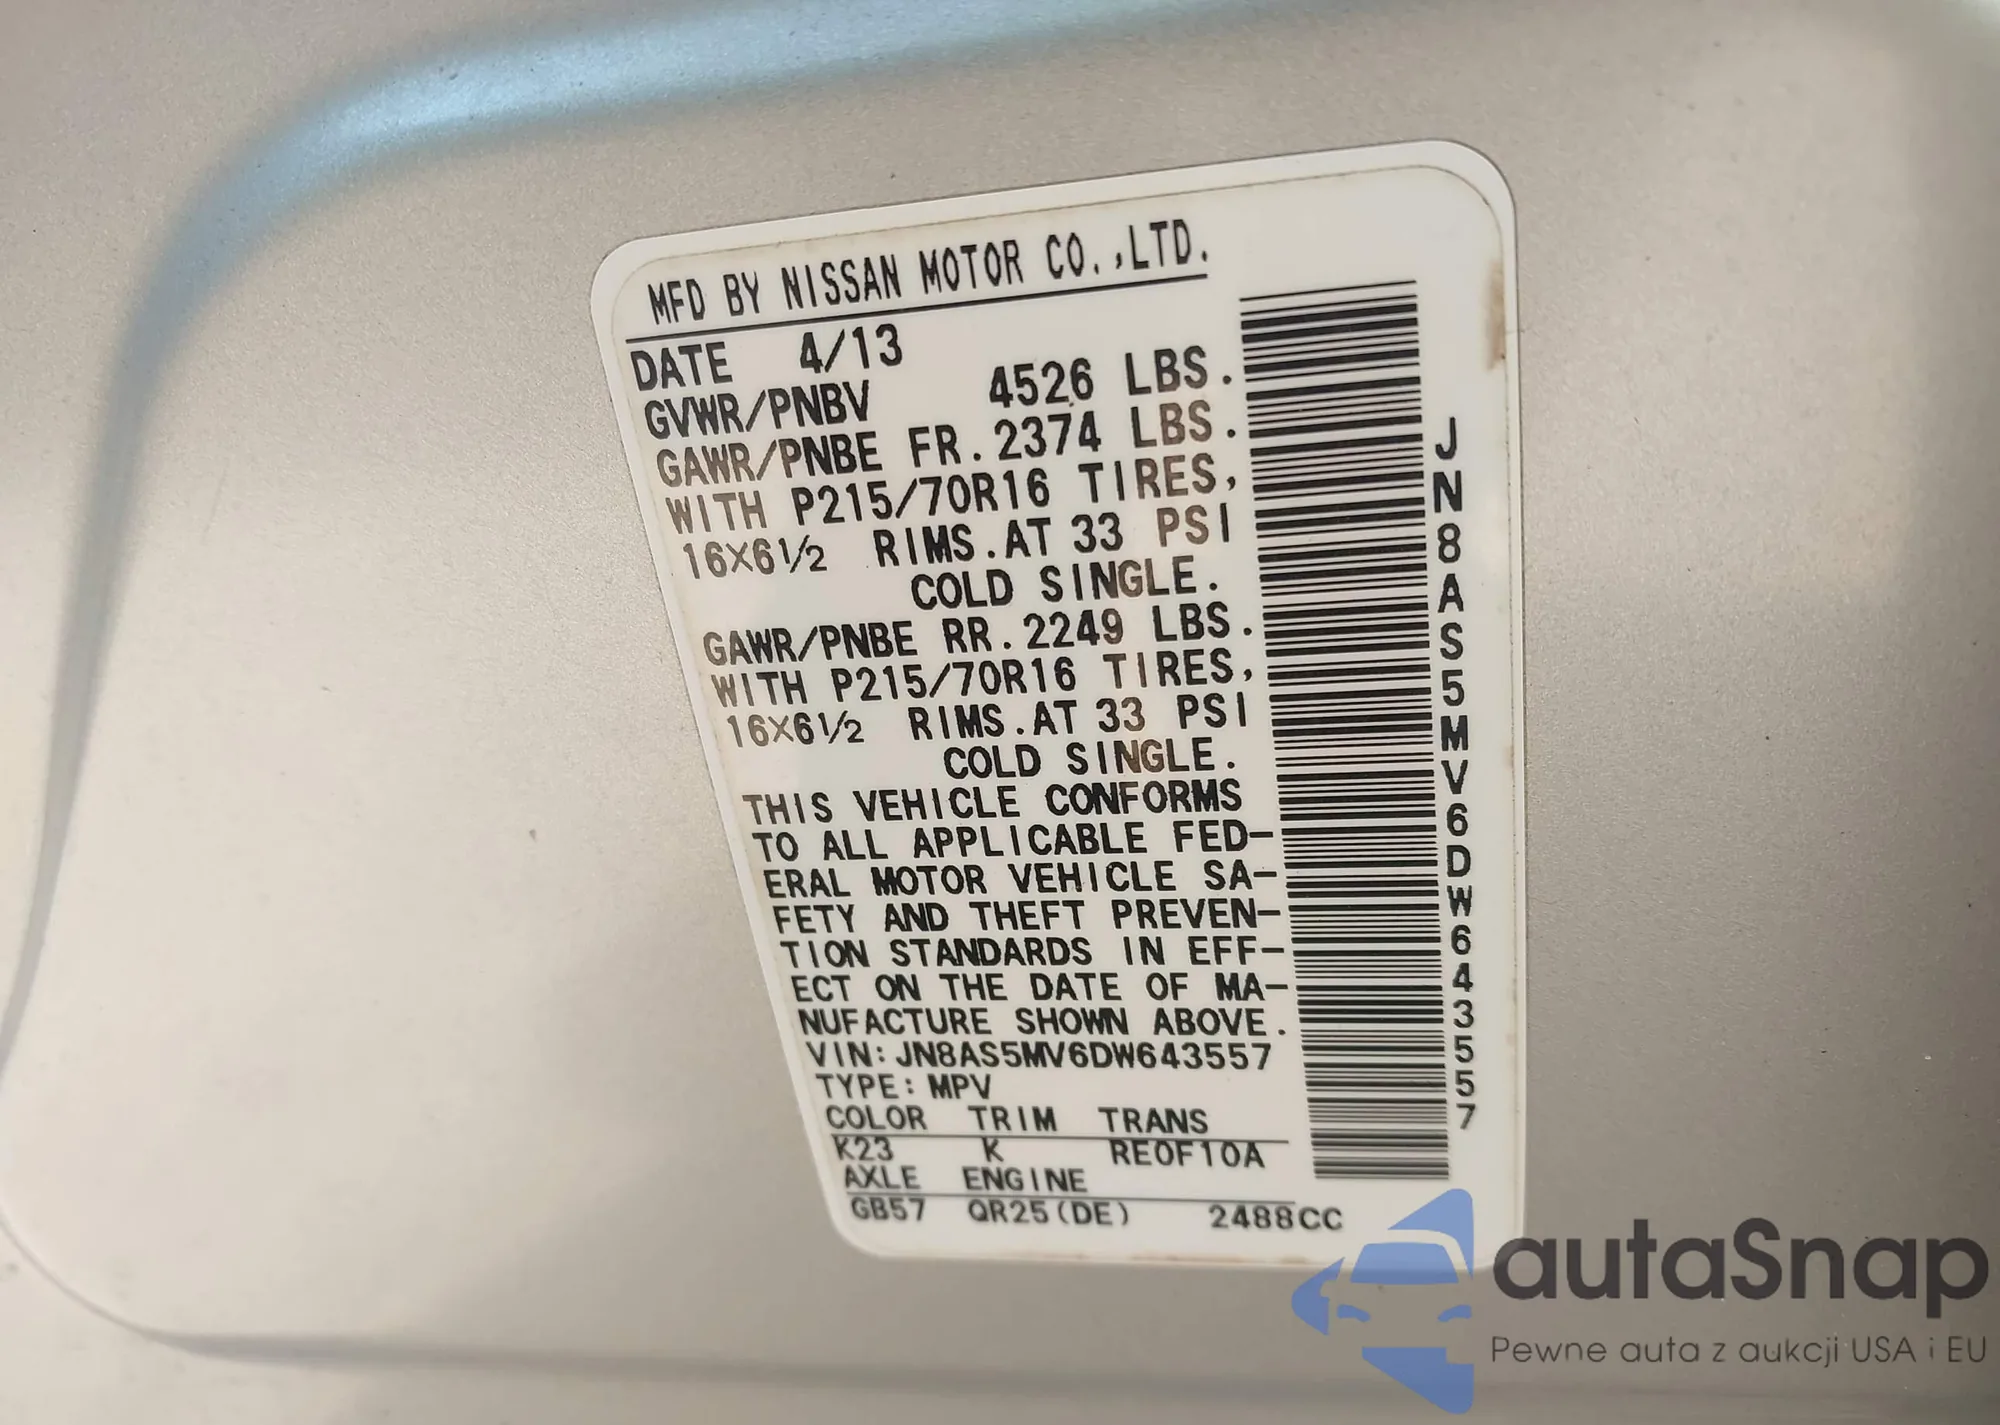 MFD BY NISSAN MOTOR CO.,LTD.
DATE 4/13
GVWR/PNBV 4526 LBS.
GAWR/PNBE FR.2374 LBS.
WITH P215/70R16 TIRES,
16X6½ RIMS.AT 33 PSI
COLD SINGLE.
GAWR/PNBE RR.2249 LBS.
WITH P215/70R16 TIRES,
16X6½ RIMS.AT 33 PSI
COLD SINGLE.
THIS VEHICLE CONFORMS
TO ALL APPLICABLE FED-
ERAL MOTOR VEHICLE SA-
FETY AND THEFT PREVEN-
TION STANDARDS IN EFF-
ECT ON THE DATE OF MA-
NUFACTURE SHOWN ABOVE.
VIN:JN8AS5MV6DW643557
TYPE:MPV
COLOR TRIM TRANS
K23 K RE0F10A
AXLE ENGINE
GB57 QR25(DE) 2488CC
JN8AS5MV6DW643557
autaSnap
Pewne auta z aukcji USA i EU